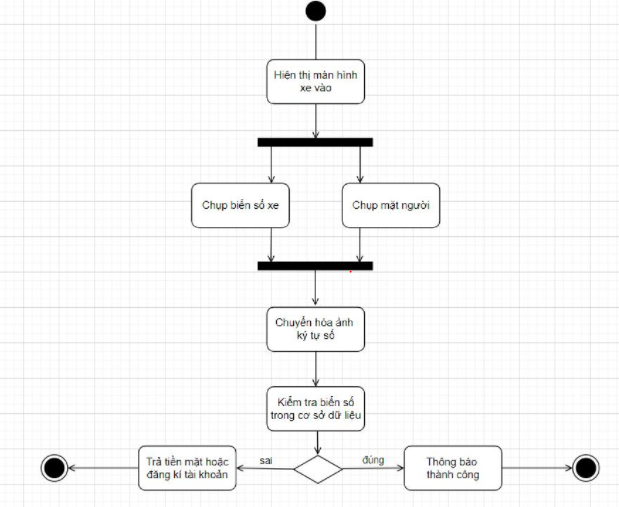 Hiện thị màn hình
xe vào
Chụp biển số xe
Chụp mặt người
Chuyển hóa ảnh
ký tự số
Kiểm tra biển số
trong cơ sở dữ liệu
sai
đúng
Trả tiền mặt hoặc
đăng kí tài khoản
Thông báo
thành công